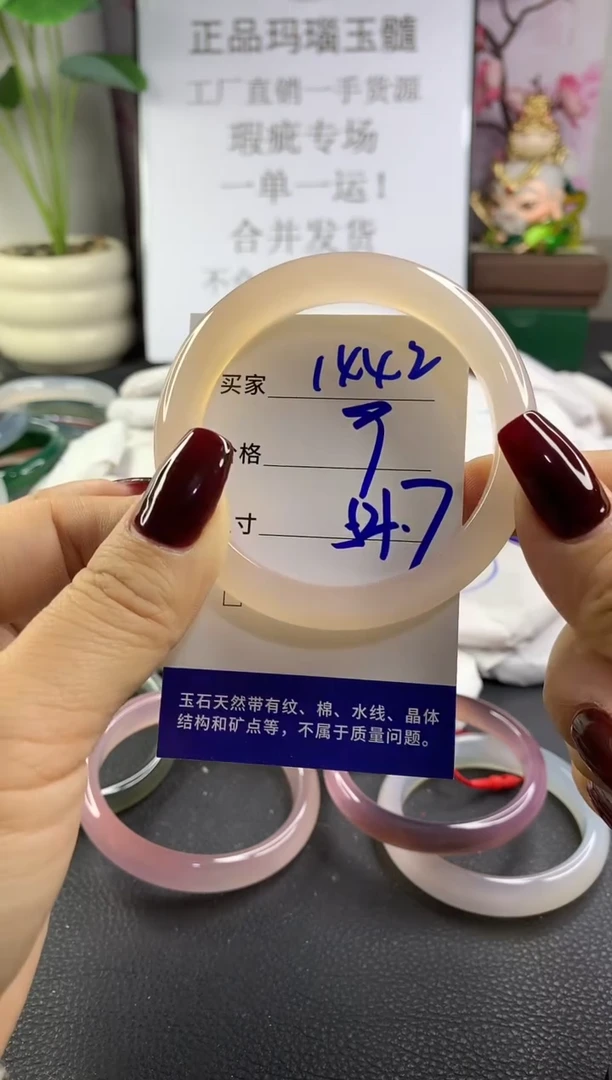 正品玛瑙玉髓
工厂直销一手货源
瑕疵专场
一单一运！
合并发货
买家 1442
格
寸 54.7
玉石天然带有纹、棉、水线、晶体
结构和矿点等，不属于质量问题。